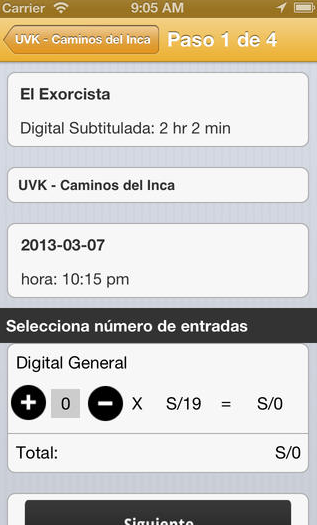 Carrier 9:05 AM
UVK - Caminos del Inca Paso 1 de 4
El Exorcista
Digital Subtitulada: 2 hr 2 min
UVK - Caminos del Inca
2013-03-07
hora: 10:15 pm
Selecciona número de entradas
Digital General
+ 0 - X S/19 = S/0
Total: S/0
Siguiente